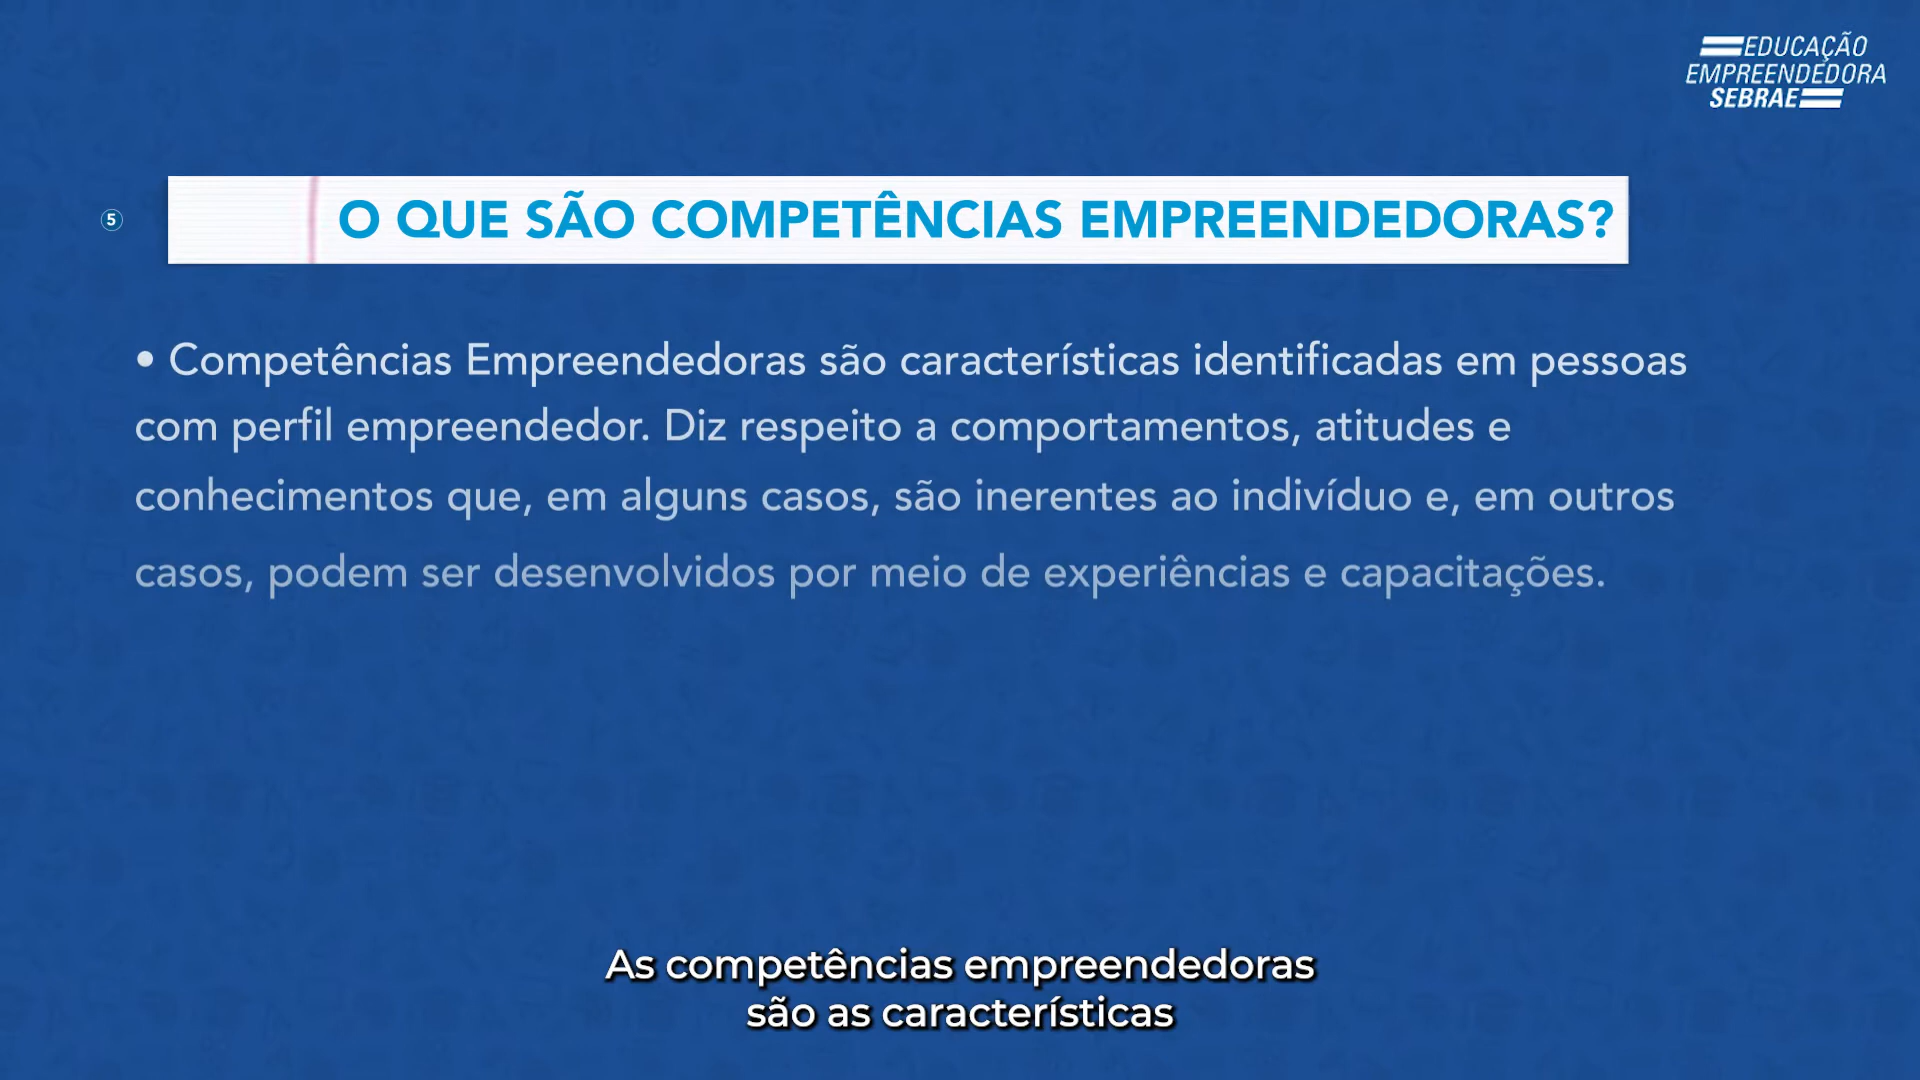 EDUCAÇÃO
EMPREENDEDORA
SEBRAE
5
O QUE SÃO COMPETÊNCIAS EMPREENDEDORAS?
• Competências Empreendedoras são características identificadas em pessoas
com perfil empreendedor. Diz respeito a comportamentos, atitudes e
conhecimentos que, em alguns casos, são inerentes ao indivíduo e, em outros
casos, podem ser desenvolvidos por meio de experiências e capacitações.
As competências empreendedoras
são as características